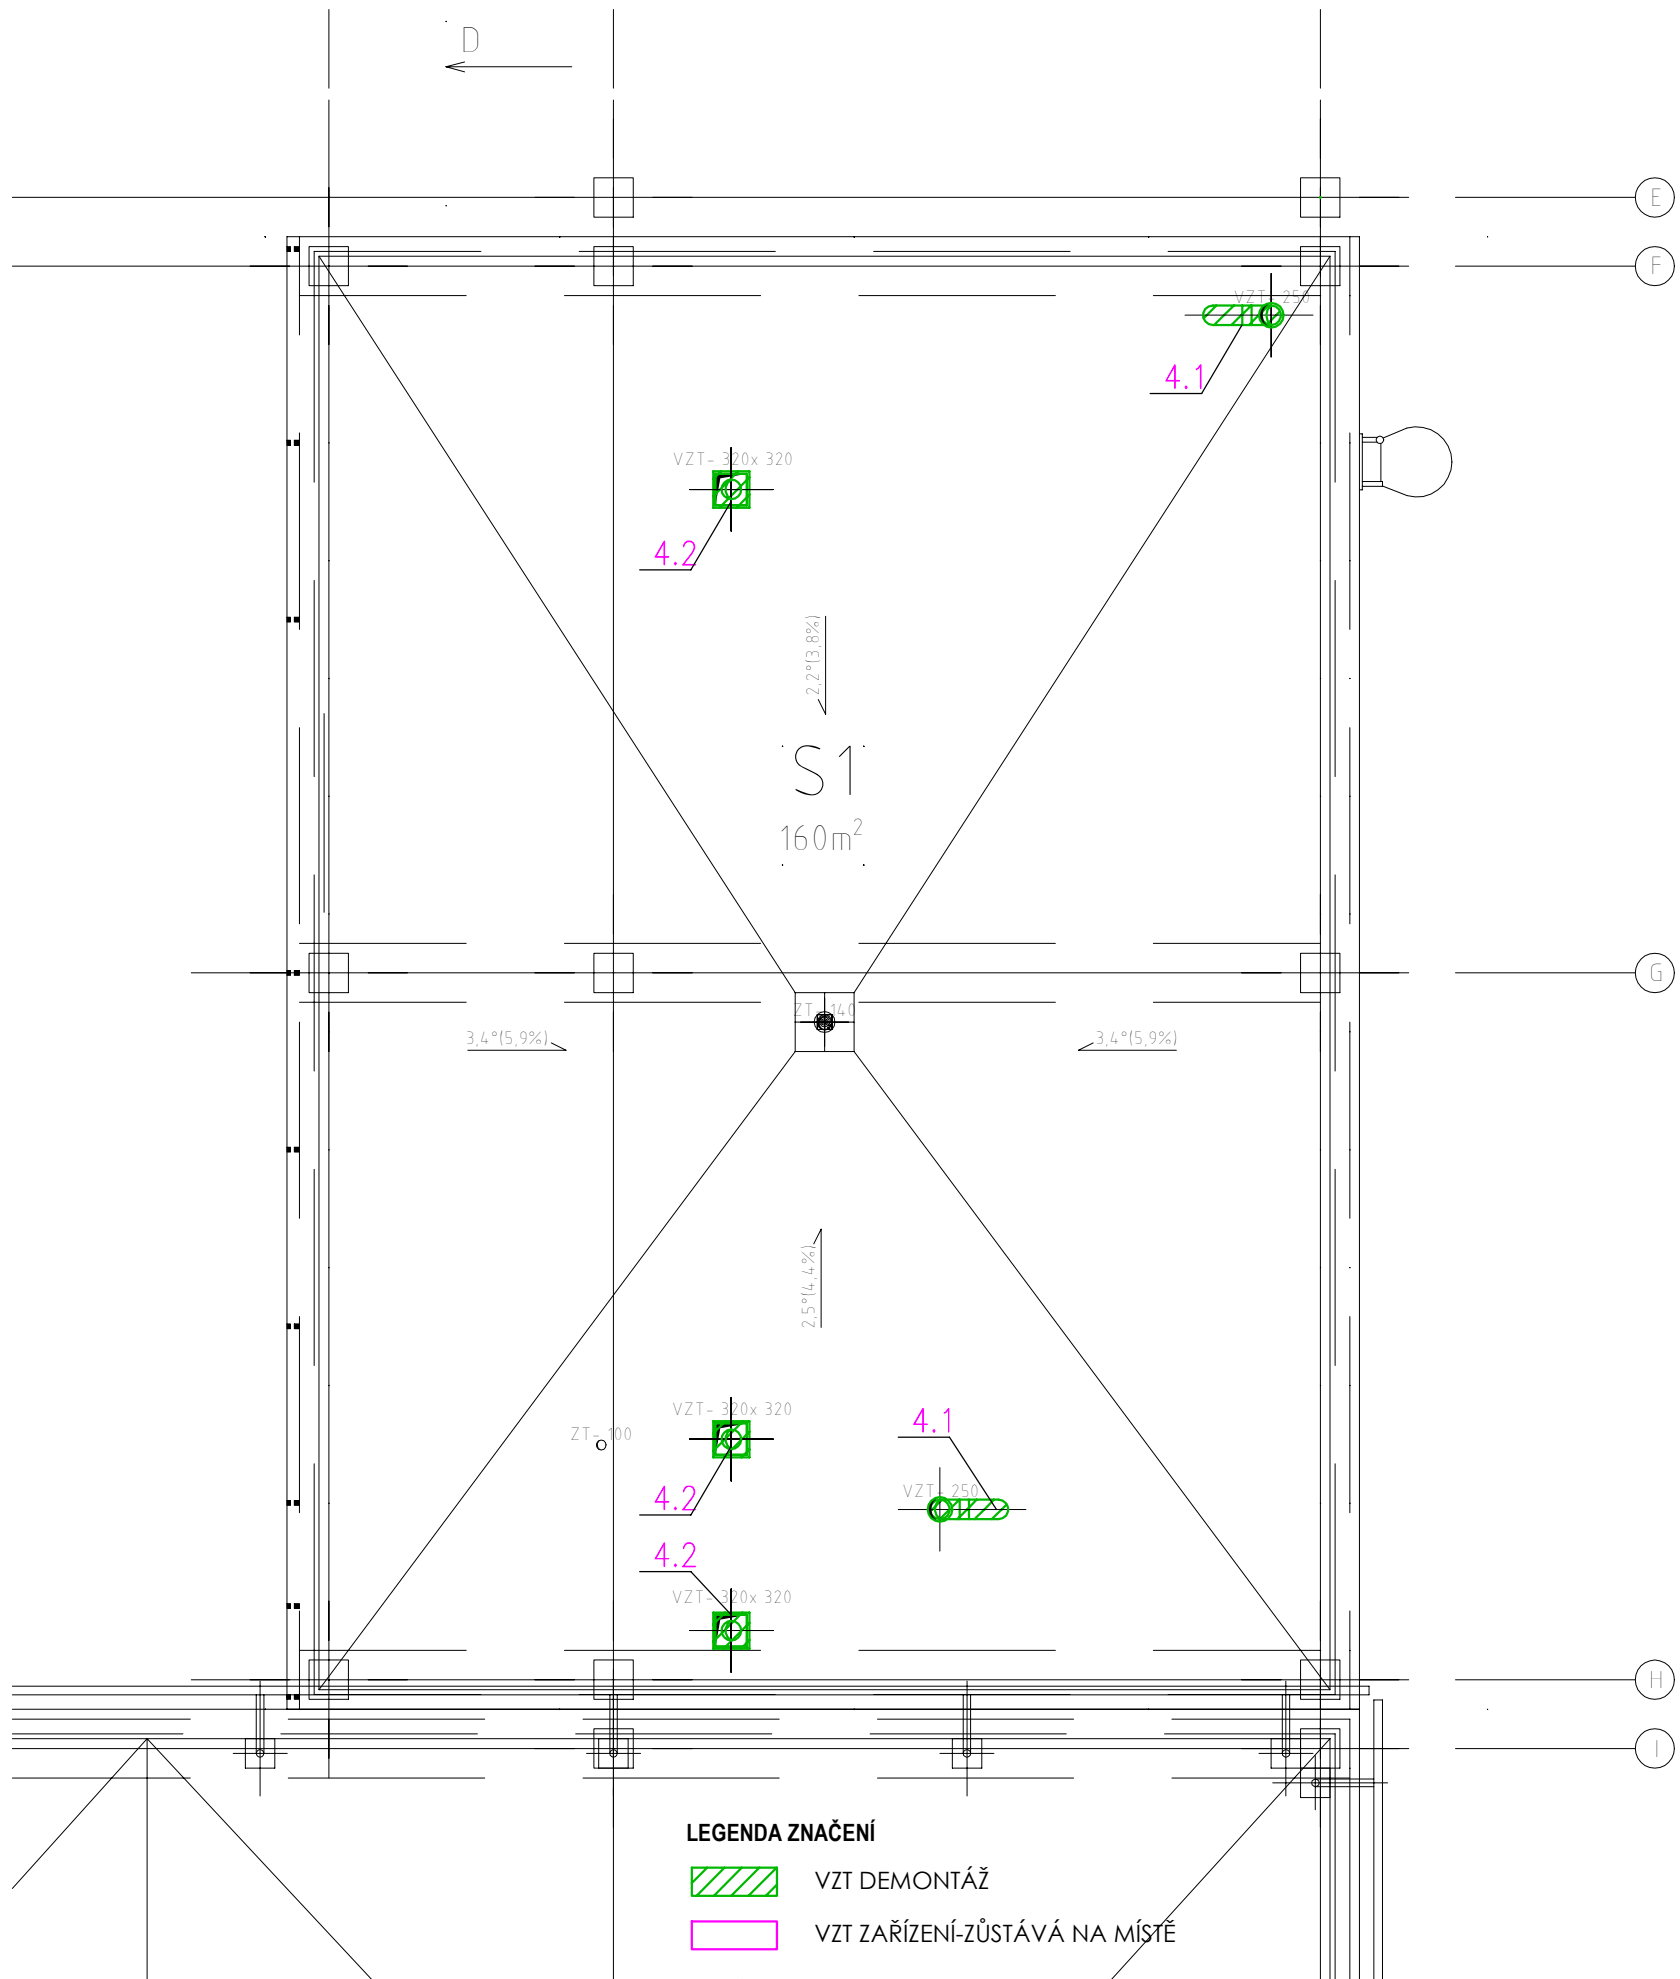 D
E
F
VZT- 250
4.1
VZT- 320x 320
4.2
2,2°(3,8%)
S1
160m²
G
ZT- 140
3,4°(5,9%)
3,4°(5,9%)
2,5°(4,4%)
VZT- 320x 320
4.1
ZT- 100
VZT- 250
4.2
4.2
VZT- 320x 320
H
I
LEGENDA ZNAČENÍ
VZT DEMONTÁŽ
VZT ZAŘÍZENÍ-ZŮSTÁVÁ NA MÍSTĚ